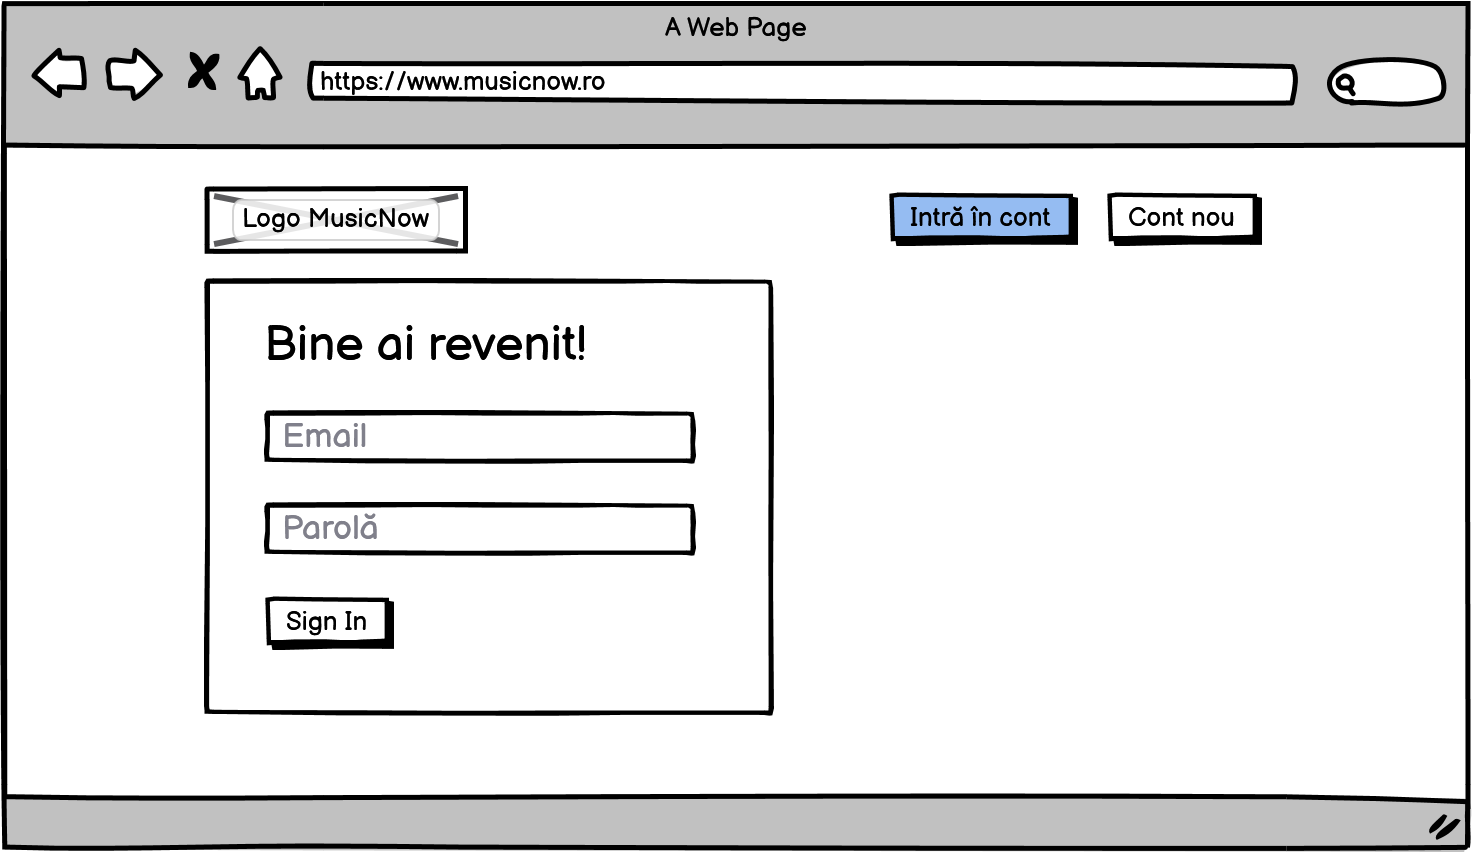 A Web Page
https://www.musicnow.ro
Logo MusicNow
Intră în cont
Cont nou
Bine ai revenit!
Email
Parolă
Sign In